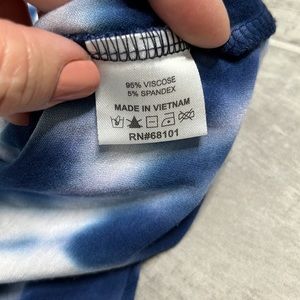 95% VISCOSE
5% SPANDEX
MADE IN VIETNAM
RN#68101